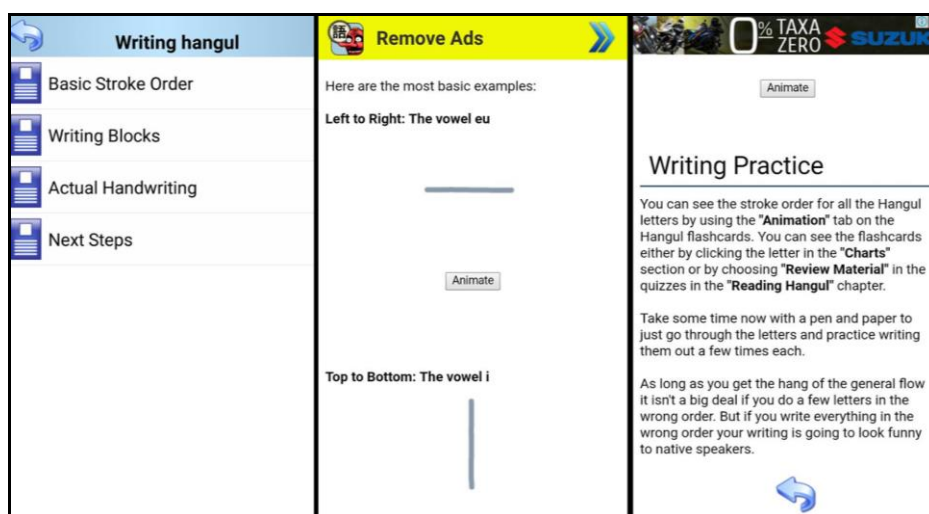 Writing hangul
Basic Stroke Order
Writing Blocks
Actual Handwriting
Next Steps
語
Remove Ads
Here are the most basic examples:
Left to Right: The vowel eu
Animate
Top to Bottom: The vowel i
0% TAXA
ZERO
SUZUK
Animate
Writing Practice
You can see the stroke order for all the Hangul
letters by using the "Animation" tab on the
Hangul flashcards. You can see the flashcards
either by clicking the letter in the "Charts"
section or by choosing "Review Material" in the
quizzes in the "Reading Hangul" chapter.
Take some time now with a pen and paper to
just go through the letters and practice writing
them out a few times each.
As long as you get the hang of the general flow
it isn't a big deal if you do a few letters in the
wrong order. But if you write everything in the
wrong order your writing is going to look funny
to native speakers.